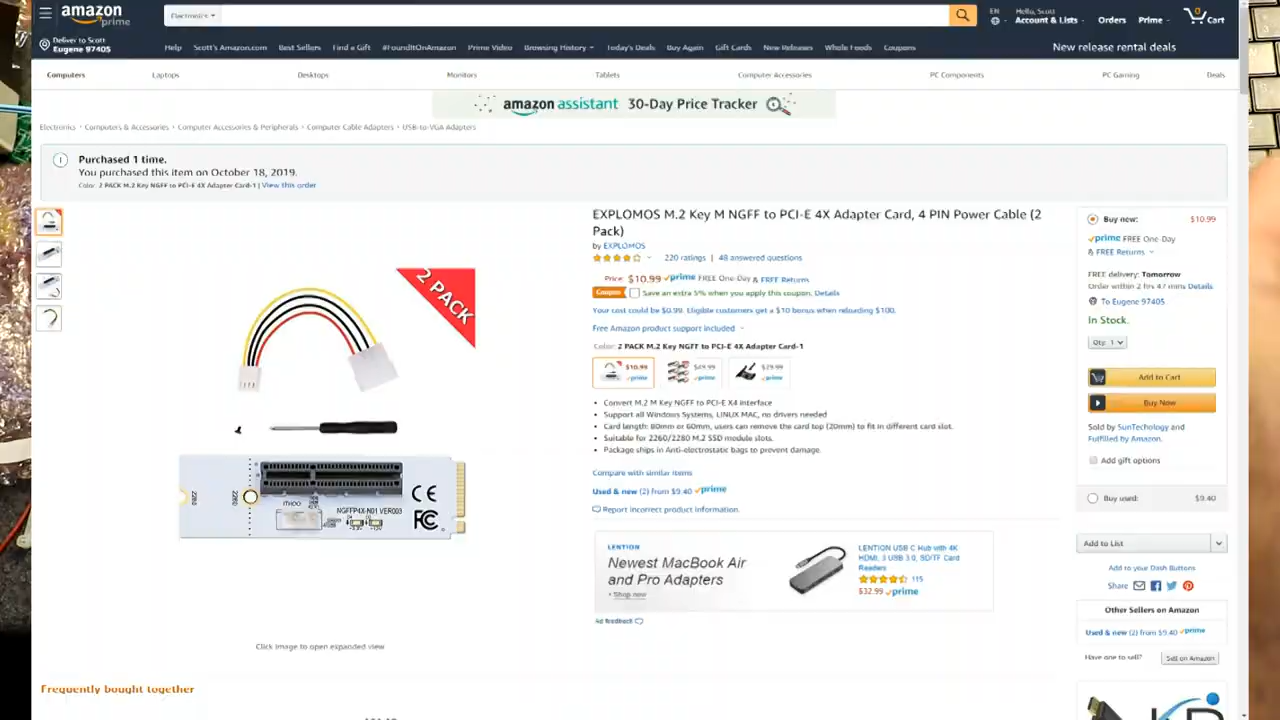 amazon prime
Electronics
EN
Hello, Scott
Account & Lists
Orders
Prime
0
Cart
Deliver to Scott
Eugene 97405
Help
Scott's Amazon.com
Best Sellers
Find a Gift
#FoundItOnAmazon
Prime Video
Browsing History
Today's Deals
Buy Again
Gift Cards
New Releases
Whole Foods
Coupons
New release rental deals
Computers
Laptops
Desktops
Monitors
Tablets
Computer Accessories
PC Components
PC Gaming
Deals
amazon assistant 30-Day Price Tracker
Electronics › Computers & Accessories › Computer Accessories & Peripherals › Computer Cable Adapters › USB-to-VGA Adapters
Purchased 1 time.
You purchased this item on October 18, 2019.
Color: 2 PACK M.2 Key NGFF to PCI-E 4X Adapter Card-1 | View this order
2 PACK
2280
2260
NGFFP4X-N01 VER003
CE
FC
Click image to open expanded view
Frequently bought together
EXPLOMOS M.2 Key M NGFF to PCI-E 4X Adapter Card, 4 PIN Power Cable (2
Pack)
by EXPLOMOS
220 ratings | 48 answered questions
Price: $10.99 prime FREE One-Day & FREE Returns
Coupon Save an extra 5% when you apply this coupon. Details
Your cost could be $0.99. Eligible customers get a $10 bonus when reloading $100.
Free Amazon product support included
Color: 2 PACK M.2 Key NGFF to PCI-E 4X Adapter Card-1
$10.99
prime
prime
prime
• Convert M.2 M Key NGFF to PCI-E X4 interface
• Support all Windows Systems, LINUX MAC, no drivers needed
• Card length: 80mm or 60mm, users can remove the card top (20mm) to fit in different card slot.
• Suitable for 2260/2280 M.2 SSD module slots.
• Package ships in Anti-electrostatic bags to prevent damage.
Compare with similar items
Used & new (2) from $9.40 prime
Report incorrect product information.
LENTION
Newest MacBook Air
and Pro Adapters
› Shop now
LENTION USB C Hub with 4K
HDMI, 3 USB 3.0, SD/TF Card
Readers
115
$32.99 prime
Ad feedback
Buy new:
$10.99
prime FREE One-Day
& FREE Returns
FREE delivery: Tomorrow
Order within 2 hrs 47 mins Details
To Eugene 97405
In Stock.
Qty: 1
Add to Cart
Buy Now
Sold by SunTechology and
Fulfilled by Amazon.
Add gift options
Buy used:
$9.40
Add to List
Add to your Dash Buttons
Share
Other Sellers on Amazon
Used & new (2) from $9.40 prime
Have one to sell?
Sell on Amazon